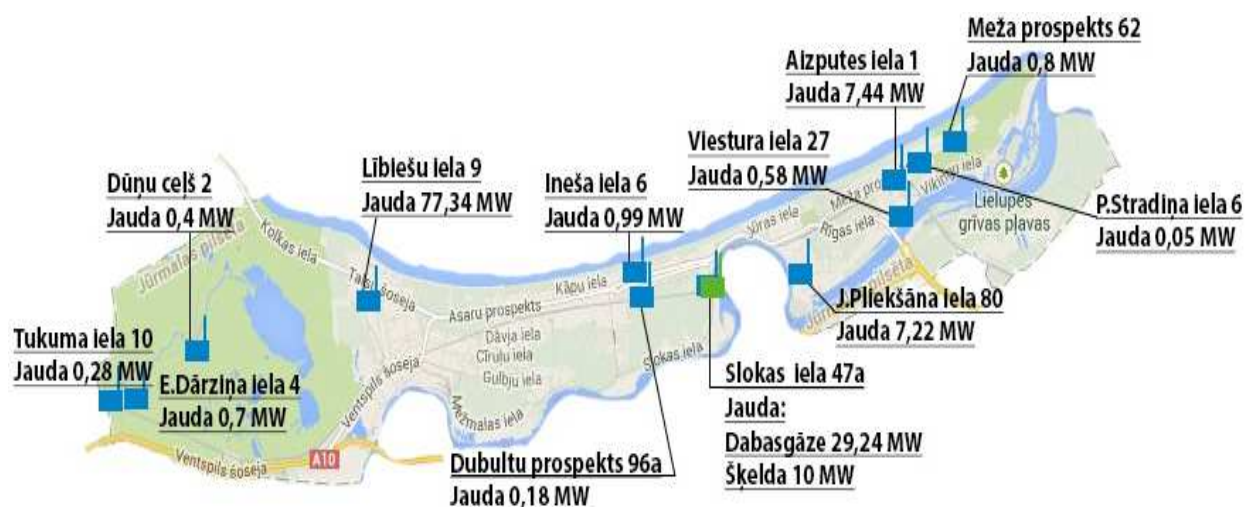 Meža prospekts 62
Jauda 0,8 MW
Aizputes iela 1
Jauda 7,44 MW
Viestura iela 27
Jauda 0,58 MW
Lībiešu iela 9
Jauda 77,34 MW
Ineša iela 6
Jauda 0,99 MW
Dūņu ceļš 2
Jauda 0,4 MW
P.Stradiņa iela 6
Jauda 0,05 MW
Lielupes
grīvas pļavas
Meža pro
Vikingu iela
Jūras iela
Rīgas iela
Kolkas iela
Jūrmalas pilsēta
Talsu šoseja
Kāpu iela
Asaru prospekts
Jūrmalas pilsēta
J.Pliekšāna iela 80
Jauda 7,22 MW
Tukuma iela 10
Jauda 0,28 MW
E.Dārziņa iela 4
Jauda 0,7 MW
Dāvja iela
Cīruļu iela
Gulbju iela
Slokas iela
Ventspils šoseja
Mežmalas iela
Slokas iela 47a
Jauda:
Dabasgāze 29,24 MW
Šķelda 10 MW
Ventspils šoseja
A10
Dubultu prospekts 96a
Jauda 0,18 MW